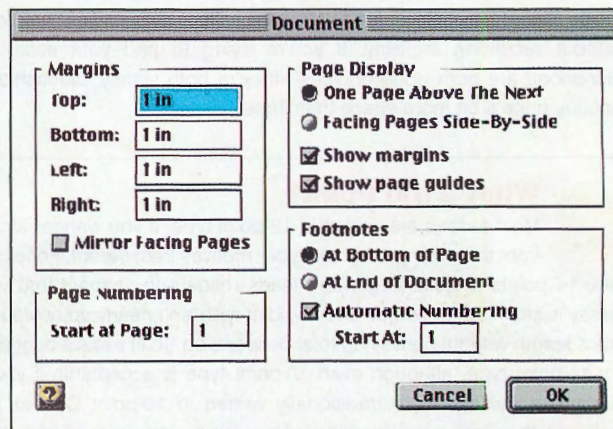 Document
Margins
Top: 1 in
Bottom: 1 in
Left: 1 in
Right: 1 in
Mirror Facing Pages
Page Numbering
Start at Page: 1
Page Display
One Page Above The Next
Facing Pages Side-By-Side
Show margins
Show page guides
Footnotes
At Bottom of Page
At End of Document
Automatic Numbering
Start At: 1
?
Cancel
OK